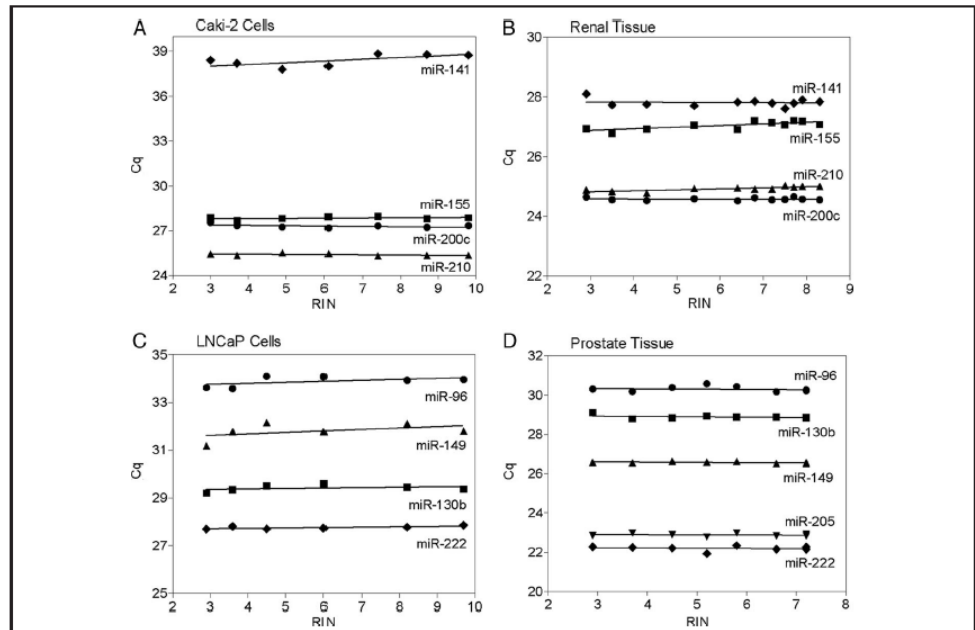 A Caki-2 Cells
39
36
33
30
27
24
Cq
miR-141
miR-155
miR-200c
miR-210
2 3 4 5 6 7 8 9 10
RIN
B Renal Tissue
30
28
26
24
22
Cq
miR-141
miR-155
miR-210
miR-200c
2 3 4 5 6 7 8 9
RIN
C LNCaP Cells
35
33
31
29
27
25
Cq
miR-96
miR-149
miR-130b
miR-222
2 3 4 5 6 7 8 9 10
RIN
D Prostate Tissue
32
30
28
26
24
22
20
Cq
miR-96
miR-130b
miR-149
miR-205
miR-222
2 3 4 5 6 7 8
RIN